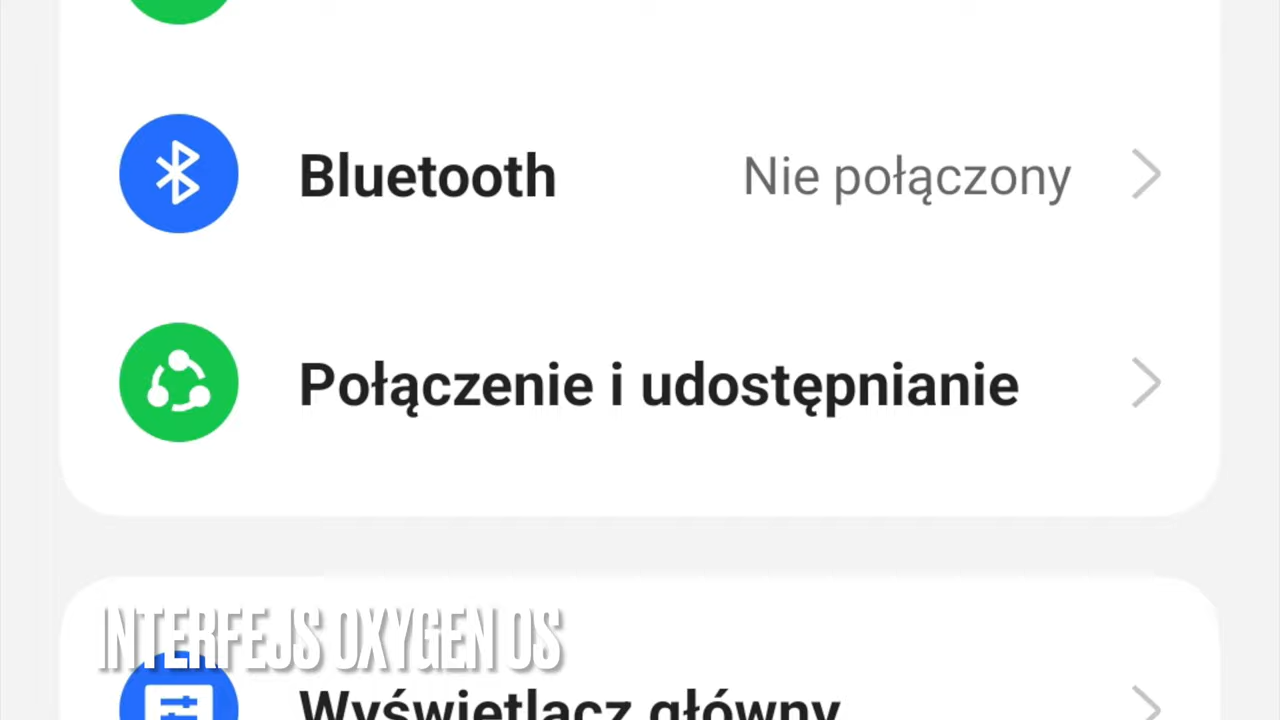 Bluetooth Nie połączony
Połączenie i udostępnianie
INTERFEJS OXYGEN OS
Wyświetlacz główny